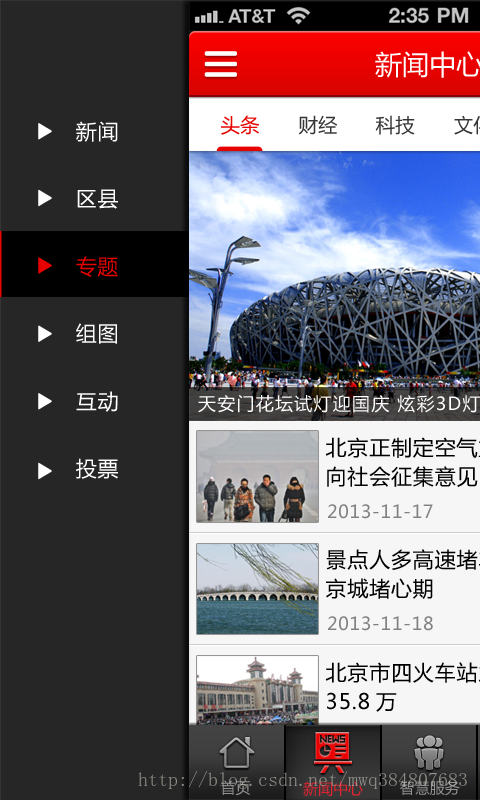 AT&T
2:35 PM
新闻中心
头条 财经 科技 文
新闻
区县
专题
组图
互动
投票
天安门花坛试灯迎国庆 炫彩3D灯
北京正制定空气
向社会征集意见
2013-11-17
景点人多高速堵
京城堵心期
2013-11-18
北京市四火车站
35.8 万
NEWS
首页 新闻中心 智慧服务
http://blog.csdn.net/mwq384807683